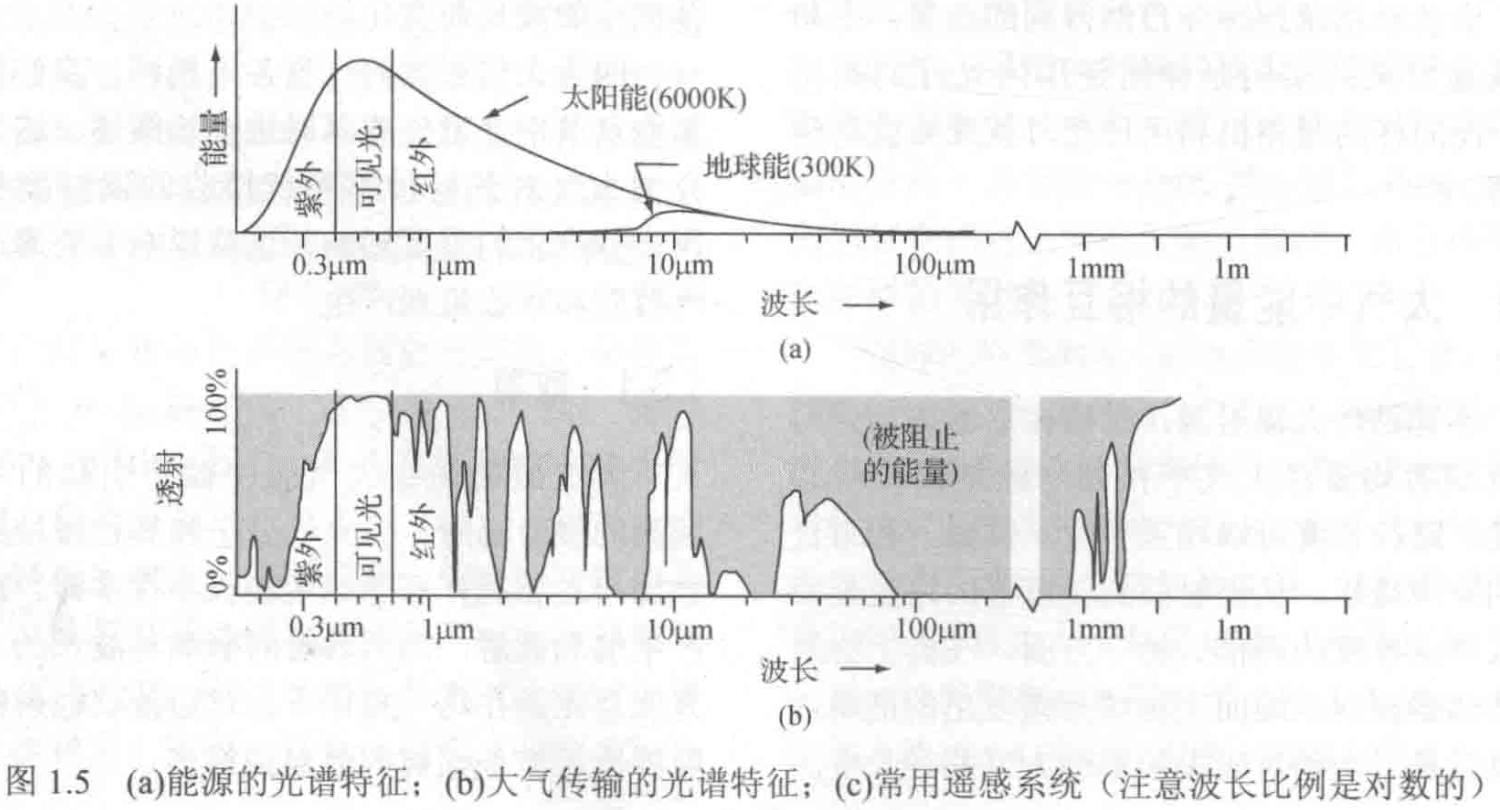 能量
太阳能(6000K)
地球能(300K)
紫外
可见光
红外
0.3μm 1μm 10μm 100μm 1mm 1m
波长
(a)
100%
透射
0%
(被阻止
的能量)
紫外
可见光
红外
0.3μm 1μm 10μm 100μm 1mm 1m
波长
(b)
图 1.5 (a)能源的光谱特征；(b)大气传输的光谱特征；(c)常用遥感系统（注意波长比例是对数的）